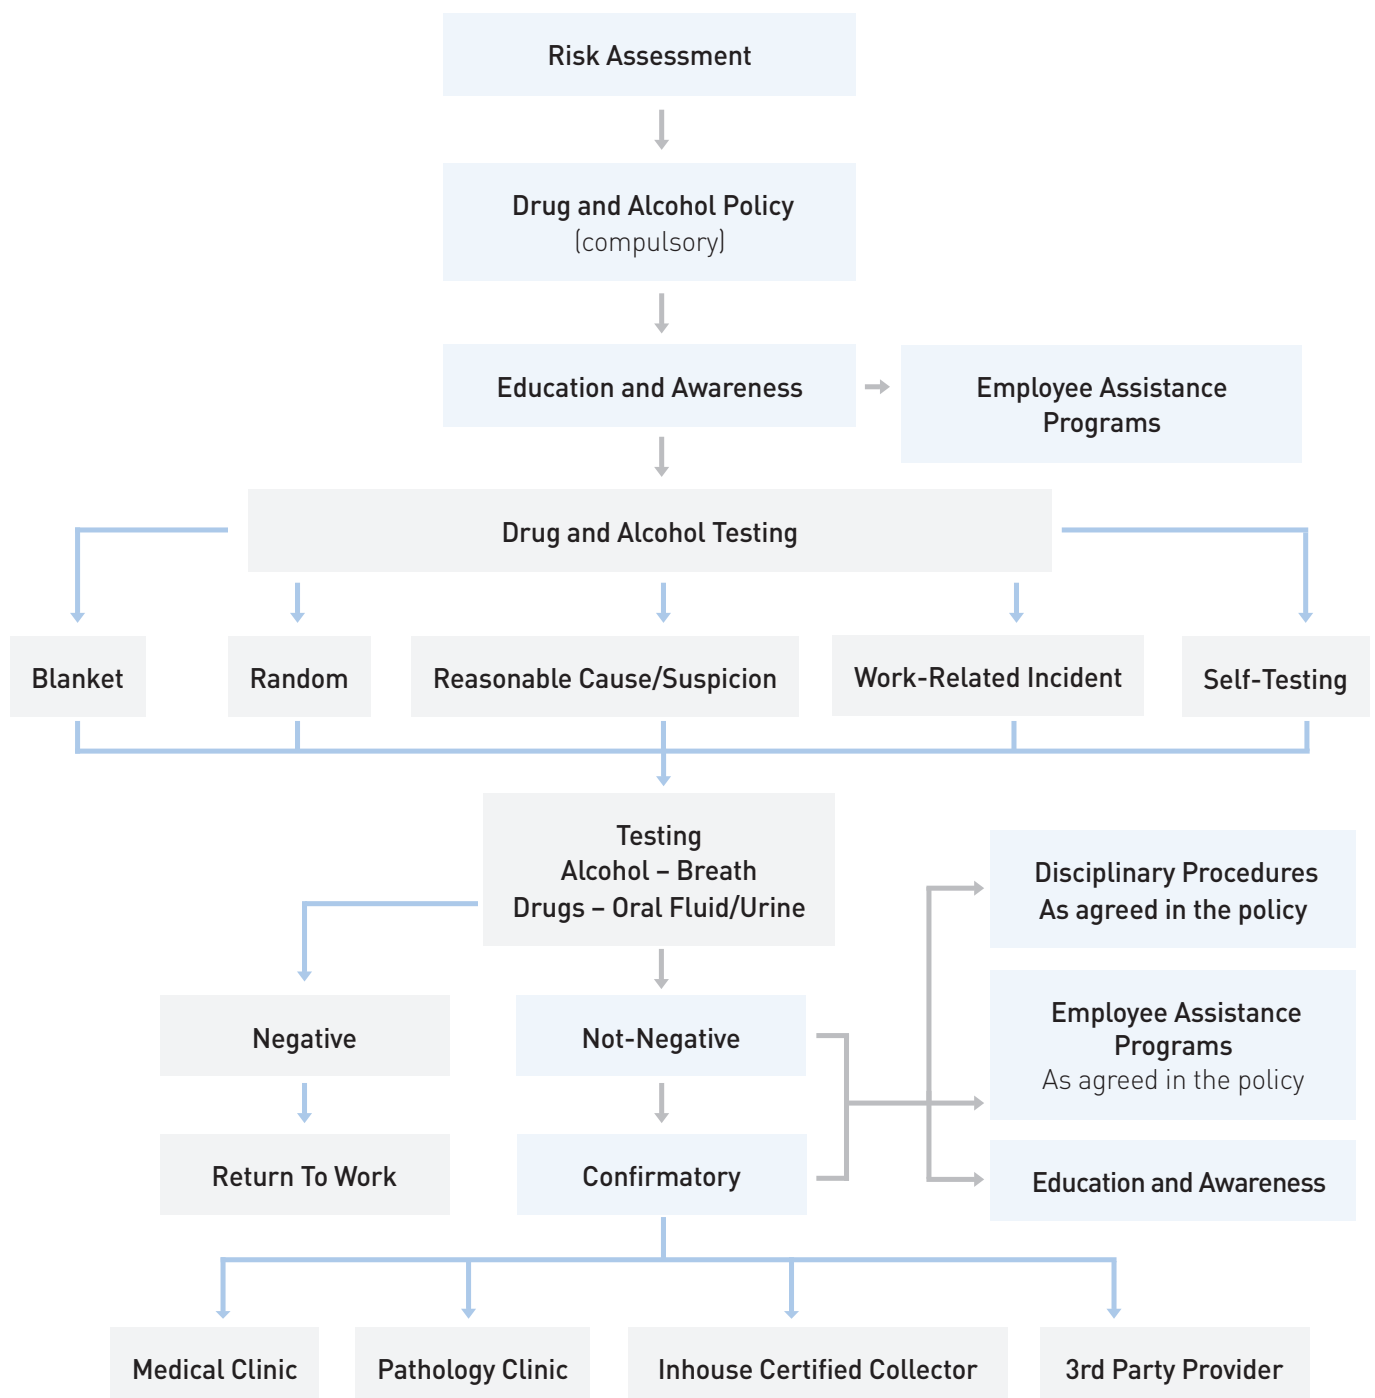 Risk Assessment
Drug and Alcohol Policy
(compulsory)
Education and Awareness
Employee Assistance
Programs
Drug and Alcohol Testing
Blanket
Random
Reasonable Cause/Suspicion
Work-Related Incident
Self-Testing
Testing
Alcohol – Breath
Drugs – Oral Fluid/Urine
Disciplinary Procedures
As agreed in the policy
Negative
Not-Negative
Employee Assistance
Programs
As agreed in the policy
Return To Work
Confirmatory
Education and Awareness
Medical Clinic
Pathology Clinic
Inhouse Certified Collector
3rd Party Provider